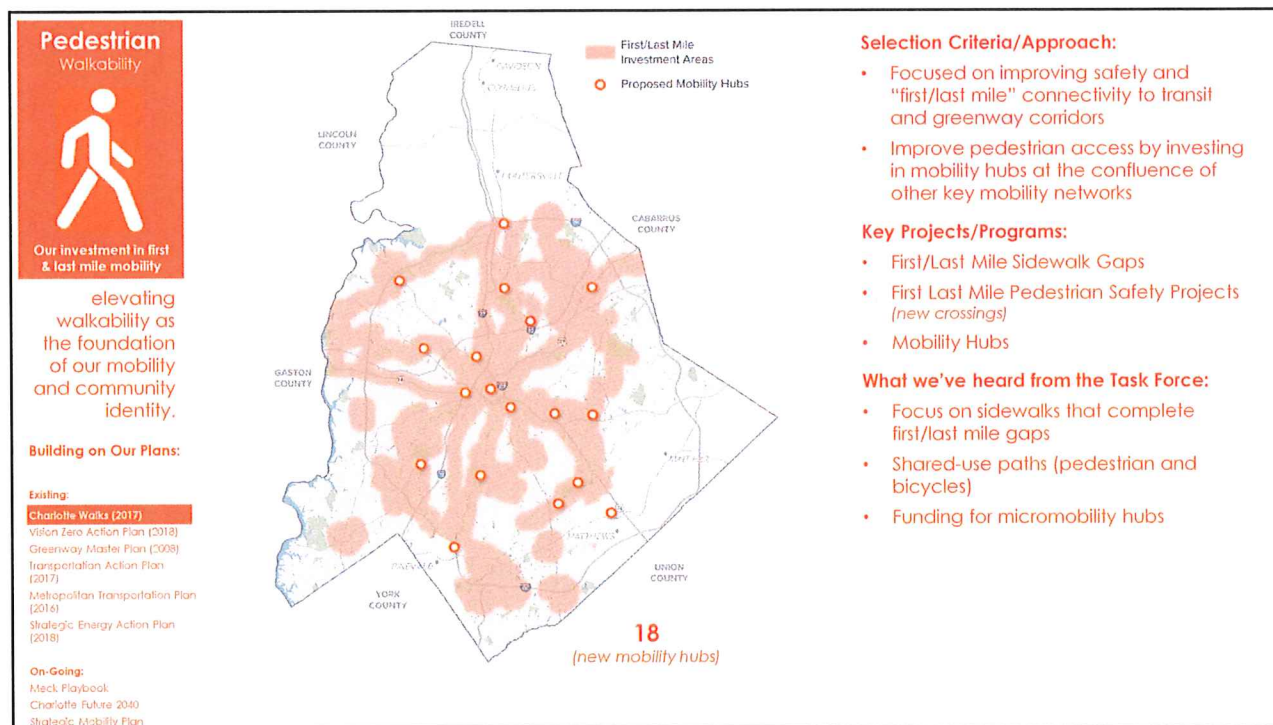 Pedestrian
Walkability
Our investment in first
& last mile mobility
elevating
walkability as
the foundation
of our mobility
and community
identity.
Building on Our Plans:
Existing:
Charlotte Walks (2017)
Vision Zero Action Plan (2018)
Greenway Master Plan (2008)
Transportation Action Plan
(2017)
Metropolitan Transportation Plan
(2016)
Strategic Energy Action Plan
(2018)
On-Going:
Meck Playbook
Charlotte Future 2040
Strategic Mobility Plan
IREDELL
COUNTY
LINCOLN
COUNTY
CABARRUS
COUNTY
GASTON
COUNTY
UNION
COUNTY
YORK
COUNTY
First/Last Mile
Investment Areas
Proposed Mobility Hubs
18
(new mobility hubs)
Selection Criteria/Approach:
• Focused on improving safety and
"first/last mile" connectivity to transit
and greenway corridors
• Improve pedestrian access by investing
in mobility hubs at the confluence of
other key mobility networks
Key Projects/Programs:
• First/Last Mile Sidewalk Gaps
• First Last Mile Pedestrian Safety Projects
(new crossings)
• Mobility Hubs
What we've heard from the Task Force:
• Focus on sidewalks that complete
first/last mile gaps
• Shared-use paths (pedestrian and
bicycles)
• Funding for micromobility hubs